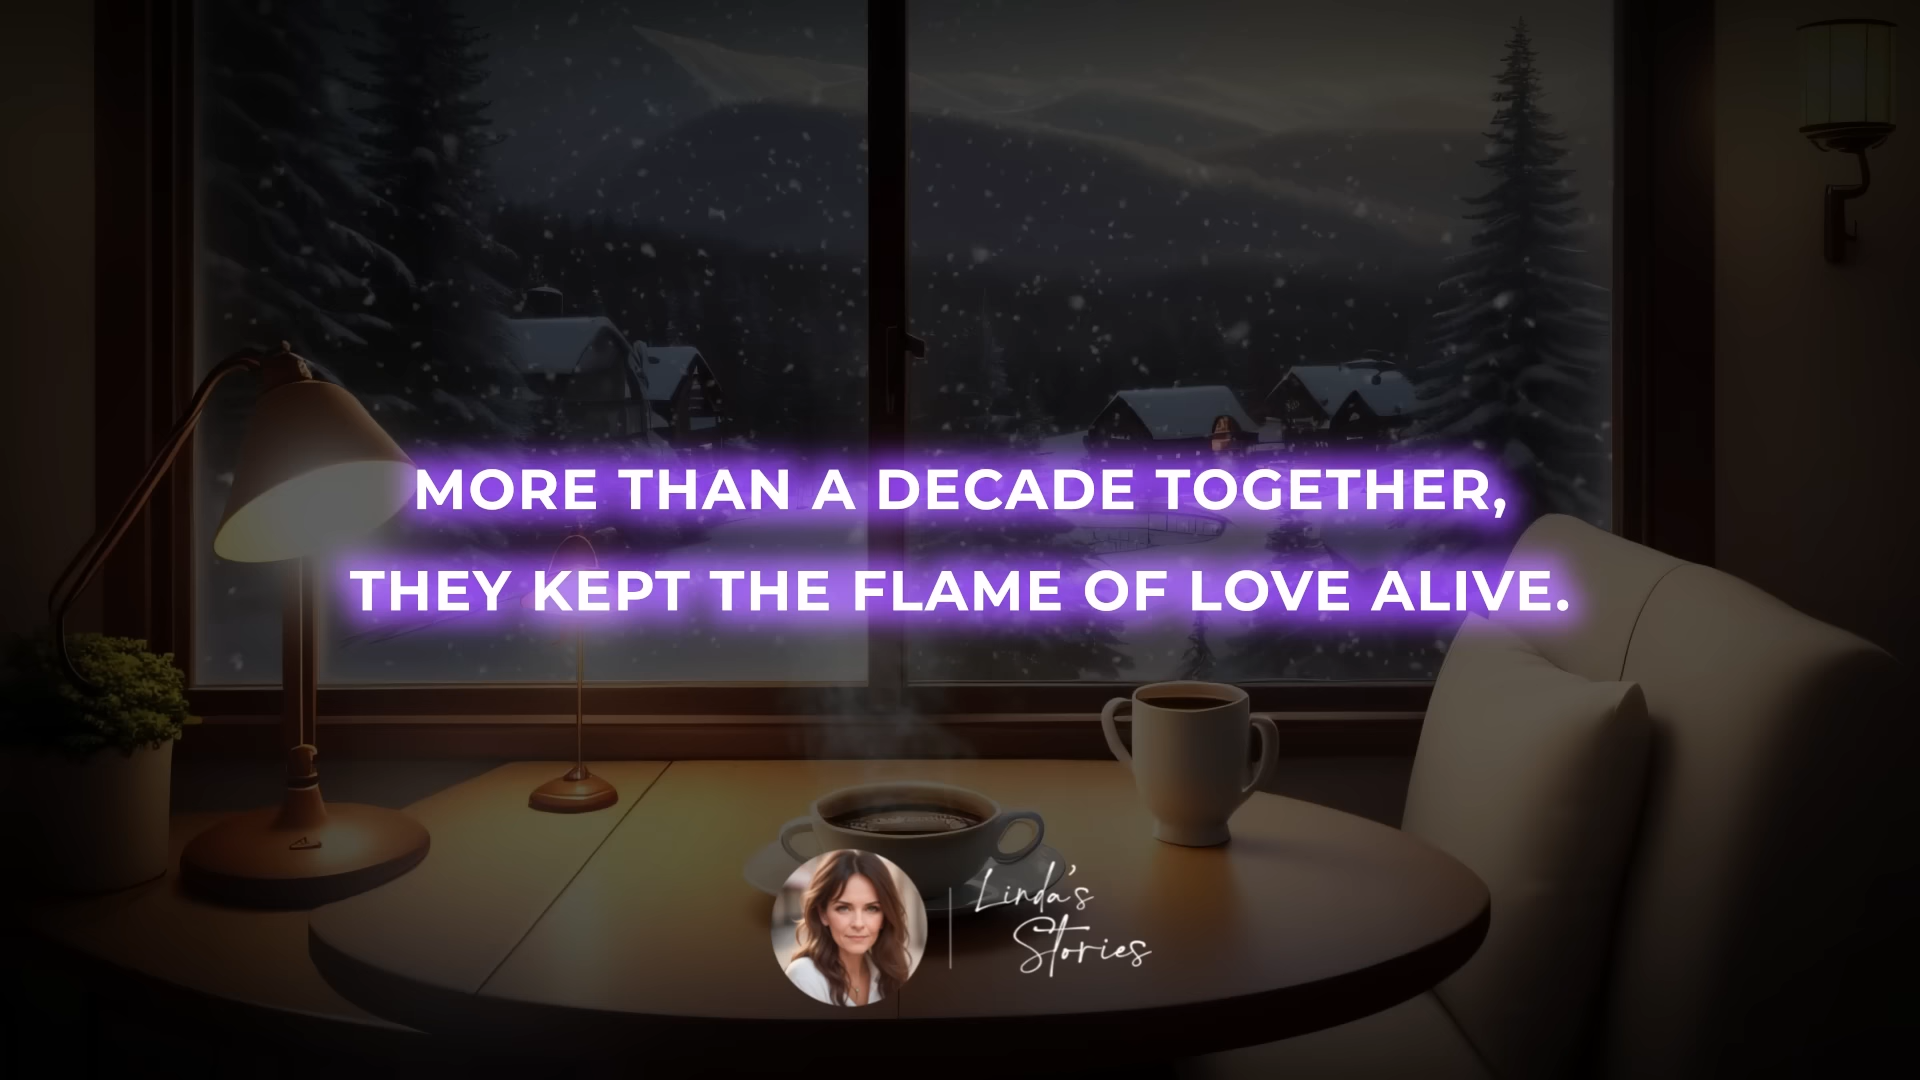 MORE THAN A DECADE TOGETHER,
THEY KEPT THE FLAME OF LOVE ALIVE.
Linda's
Stories